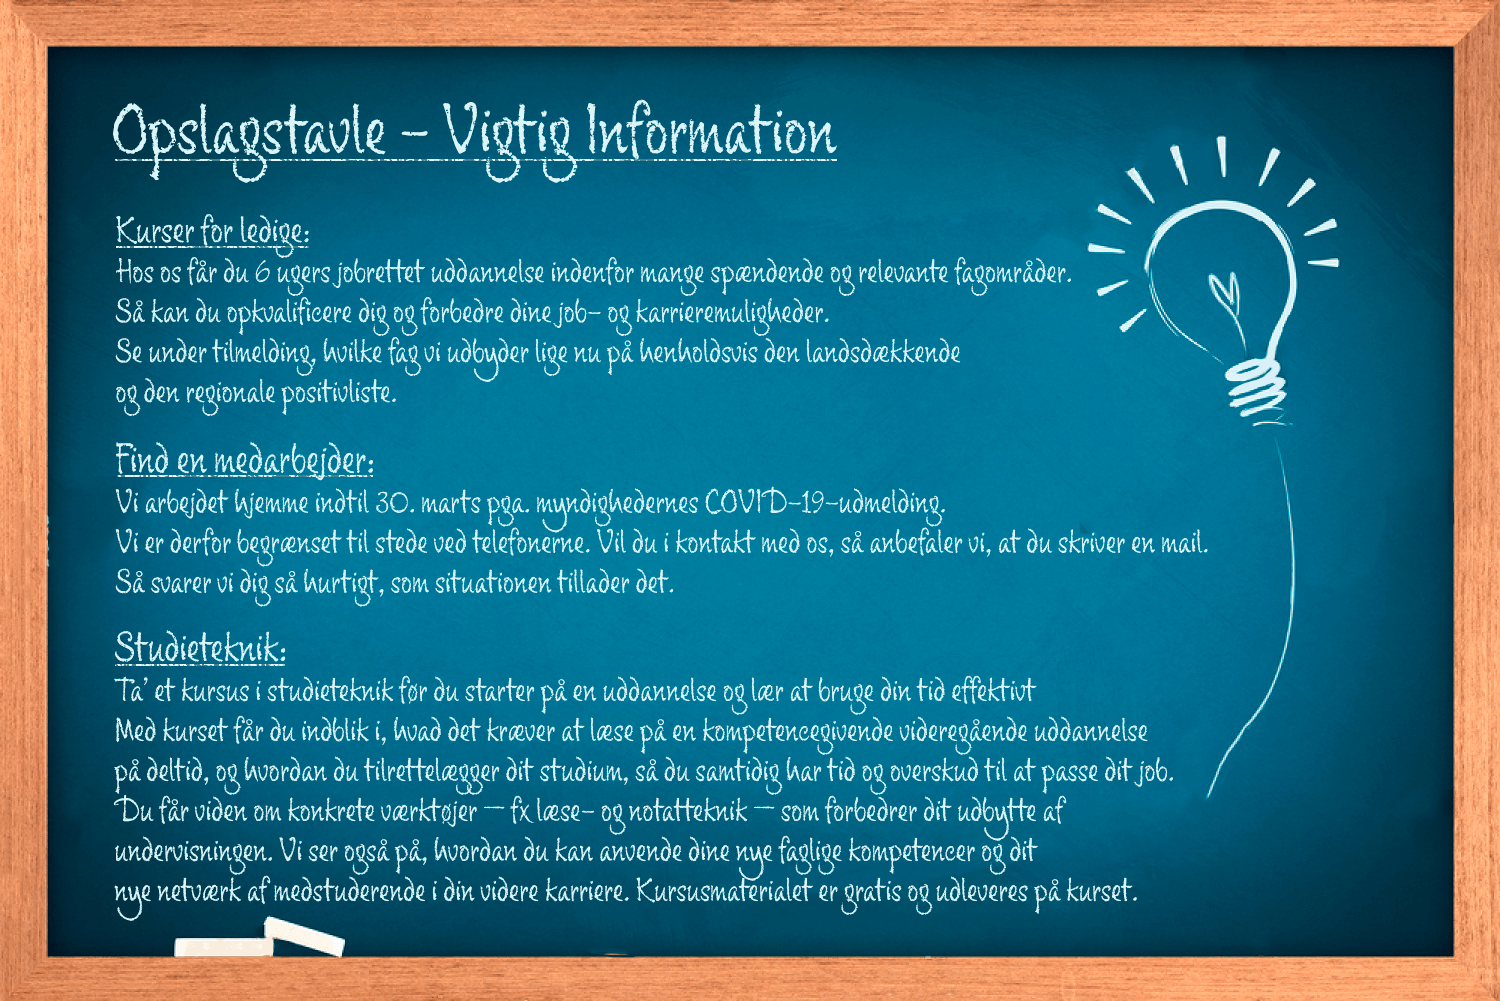 Opslagstavle - Vigtig Information
Kurser for ledige:
Hos os får du 6 ugers jobrettet uddannelse indenfor mange spændende og relevante fagområder.
Så kan du opkvalificere dig og forbedre dine job- og karrieremuligheder.
Se under tilmelding, hvilke fag vi udbyder lige nu på henholdsvis den landsdækkende
og den regionale positivliste.
Find en medarbejder:
Vi arbejdet hjemme indtil 30. marts pga. myndighedernes COVID-19-udmelding.
Vi er derfor begrænset til stede ved telefonerne. Vil du i kontakt med os, så anbefaler vi, at du skriver en mail.
Så svarer vi dig så hurtigt, som situationen tillader det.
Studieteknik:
Ta' et kursus i studieteknik før du starter på en uddannelse og lær at bruge din tid effektivt
Med kurset får du indblik i, hvad det kræver at læse på en kompetencegivende videregående uddannelse
på deltid, og hvordan du tilrettelægger dit studium, så du samtidig har tid og overskud til at passe dit job.
Du får viden om konkrete værktøjer — fx læse- og notatteknik — som forbedrer dit udbytte af
undervisningen. Vi ser også på, hvordan du kan anvende dine nye faglige kompetencer og dit
nye netværk af medstuderende i din videre karriere. Kursusmaterialet er gratis og udleveres på kurset.